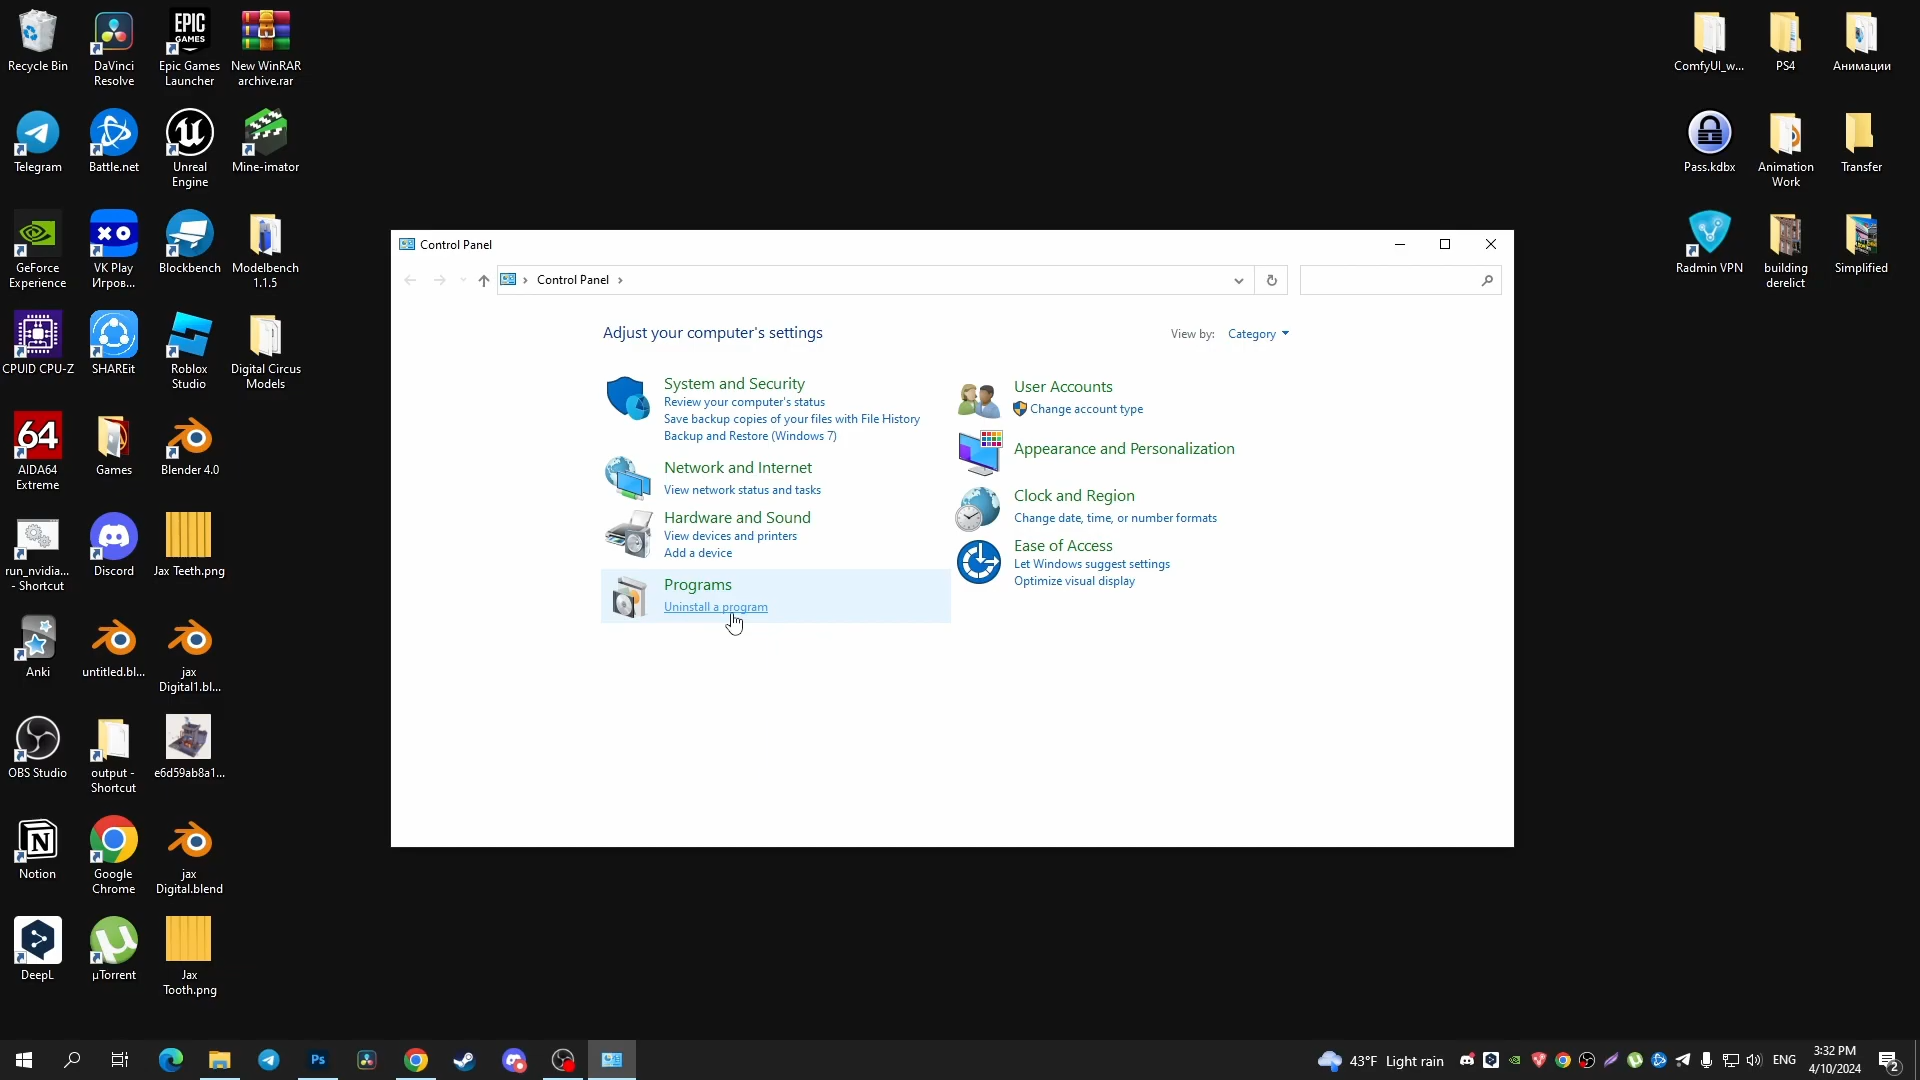 Recycle Bin
DaVinci
Resolve
EPIC
GAMES
Epic Games
Launcher
New WinRAR
archive.rar
Telegram
Battle.net
Unreal
Engine
Mine-imator
GeForce
Experience
XO
VK Play
Игров...
Blockbench
Modelbench
1.1.5
CPUID CPU-Z
SHAREit
Roblox
Studio
Digital Circus
Models
64
AIDA64
Extreme
Games
Blender 4.0
run_nvidia...
- Shortcut
Discord
Jax Teeth.png
Anki
untitled.bl...
jax
Digital1.bl...
OBS Studio
output -
Shortcut
e6d59ab8a1...
Notion
Google
Chrome
jax
Digital.blend
DeepL
µTorrent
Jax
Tooth.png
ComfyUI_w...
PS4
Анимации
Pass.kdbx
Animation
Work
Transfer
Radmin VPN
building
derelict
Simplified
Control Panel
Control Panel
Adjust your computer's settings
View by: Category
System and Security
Review your computer's status
Save backup copies of your files with File History
Backup and Restore (Windows 7)
Network and Internet
View network status and tasks
Hardware and Sound
View devices and printers
Add a device
Programs
Uninstall a program
User Accounts
Change account type
Appearance and Personalization
Clock and Region
Change date, time, or number formats
Ease of Access
Let Windows suggest settings
Optimize visual display
Ps
43°F Light rain
ENG
3:32 PM
4/10/2024
2